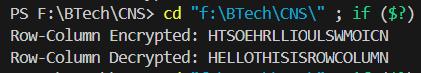 PS F:\BTech\CNS> cd "f:\BTech\CNS\" ; if ($?)
Row-Column Encrypted: HTSOEHRLLIOULSWMOICN
Row-Column Decrypted: HELLOTHISISROWCOLUMN